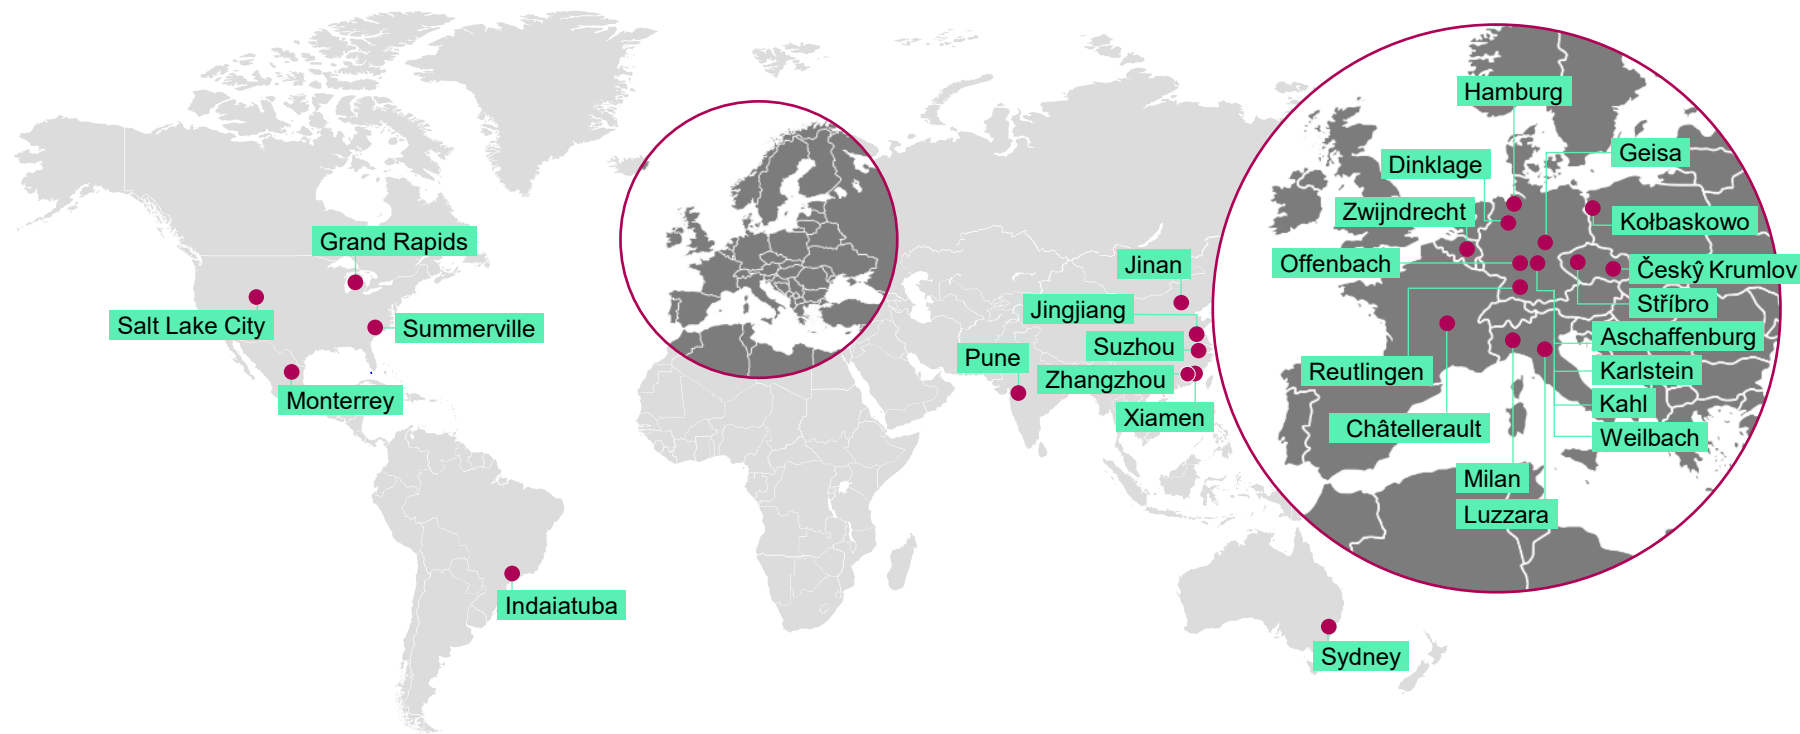 Grand Rapids
Salt Lake City
Summerville
Monterrey
Indaiatuba
Jinan
Jingjiang
Suzhou
Pune
Zhangzhou
Xiamen
Sydney
Hamburg
Geisa
Dinklage
Zwijndrecht
Kołbaskowo
Offenbach
Českŷ Krumlov
Stříbro
Aschaffenburg
Reutlingen
Karlstein
Kahl
Châtellerault
Weilbach
Milan
Luzzara